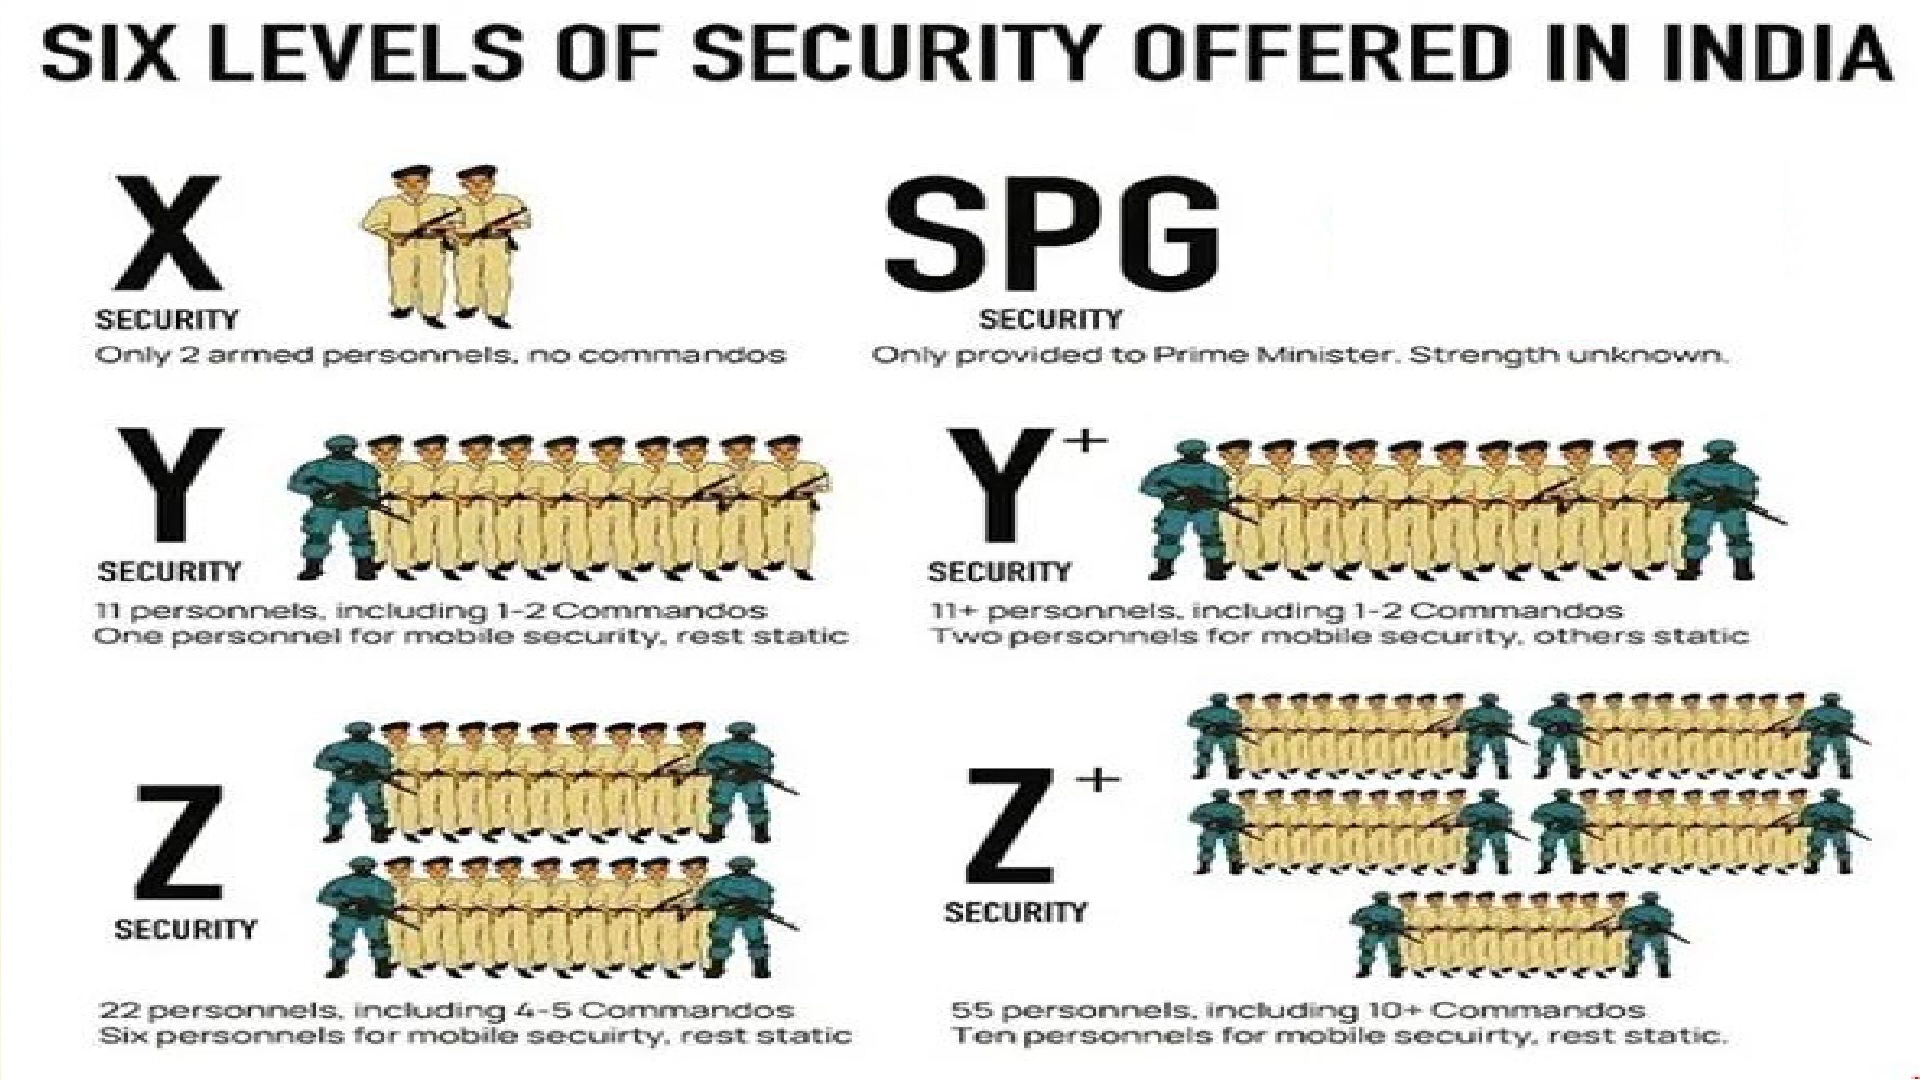 SIX LEVELS OF SECURITY OFFERED IN INDIA
X
SECURITY
Only 2 armed personnels, no commandos
SPG
SECURITY
Only provided to Prime Minister. Strength unknown.
Y
SECURITY
11 personnels, including 1-2 Commandos
One personnel for mobile security, rest static
Y+
SECURITY
11+ personnels, including 1-2 Commandos
Two personnels for mobile security, others static
Z
SECURITY
22 personnels, including 4-5 Commandos
Six personnels for mobile secuirty, rest static
Z+
SECURITY
55 personnels, including 10+ Commandos
Ten personnels for mobile secuirty, rest static.